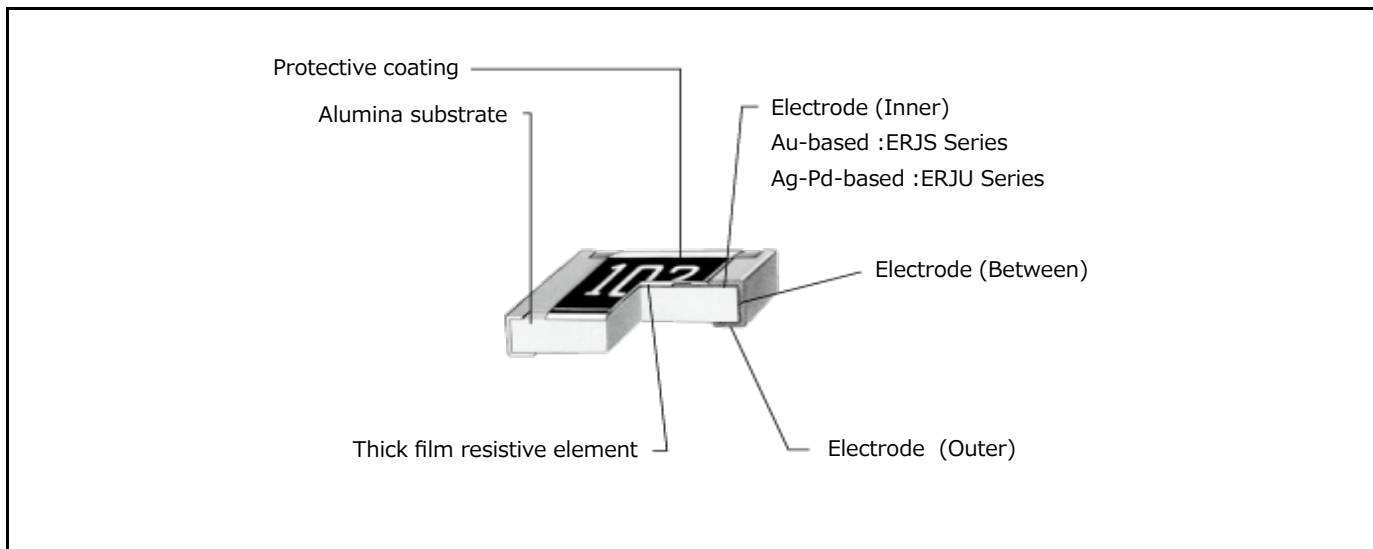 Protective coating
Alumina substrate
Electrode (Inner)
Au-based :ERJS Series
Ag-Pd-based :ERJU Series
102
Electrode (Between)
Thick film resistive element
Electrode (Outer)